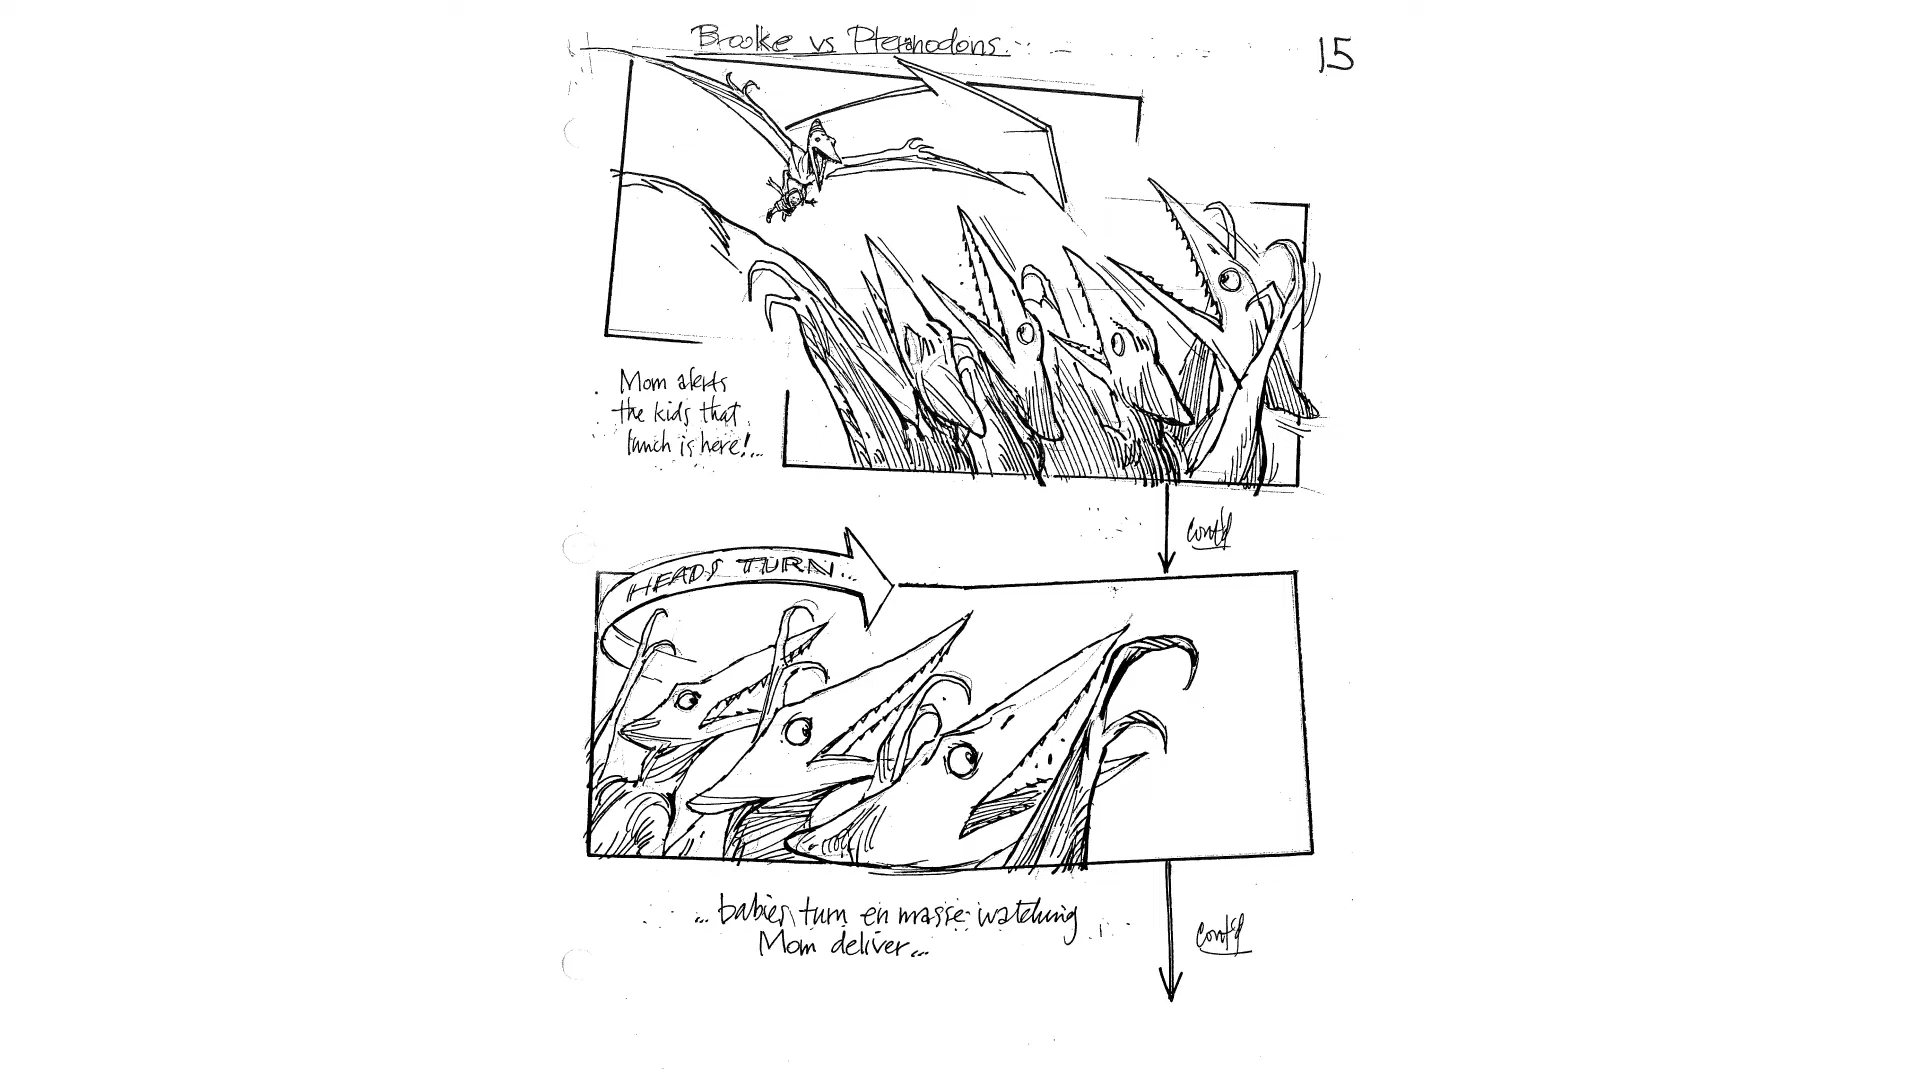 Brooke vs Pteranodons
15
Mom alerts
the kids that
lunch is here!...
cont'd
HEADS TURN...
...babies turn en masse watching
Mom deliver...
cont'd